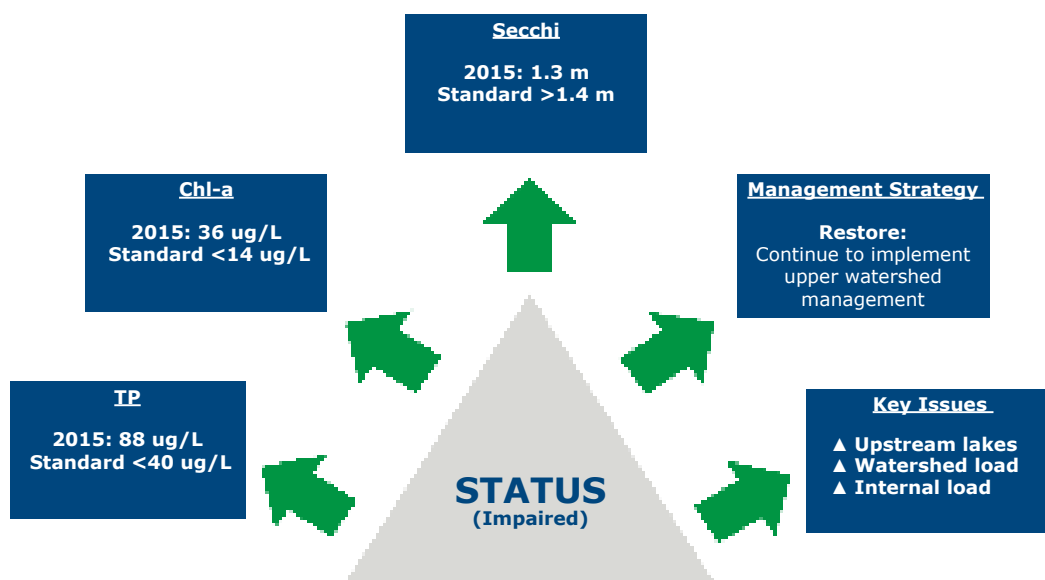 Secchi
2015: 1.3 m
Standard >1.4 m
Chl-a
2015: 36 ug/L
Standard <14 ug/L
Management Strategy
Restore:
Continue to implement
upper watershed
management
TP
2015: 88 ug/L
Standard <40 ug/L
Key Issues
▲ Upstream lakes
▲ Watershed load
▲ Internal load
STATUS
(Impaired)